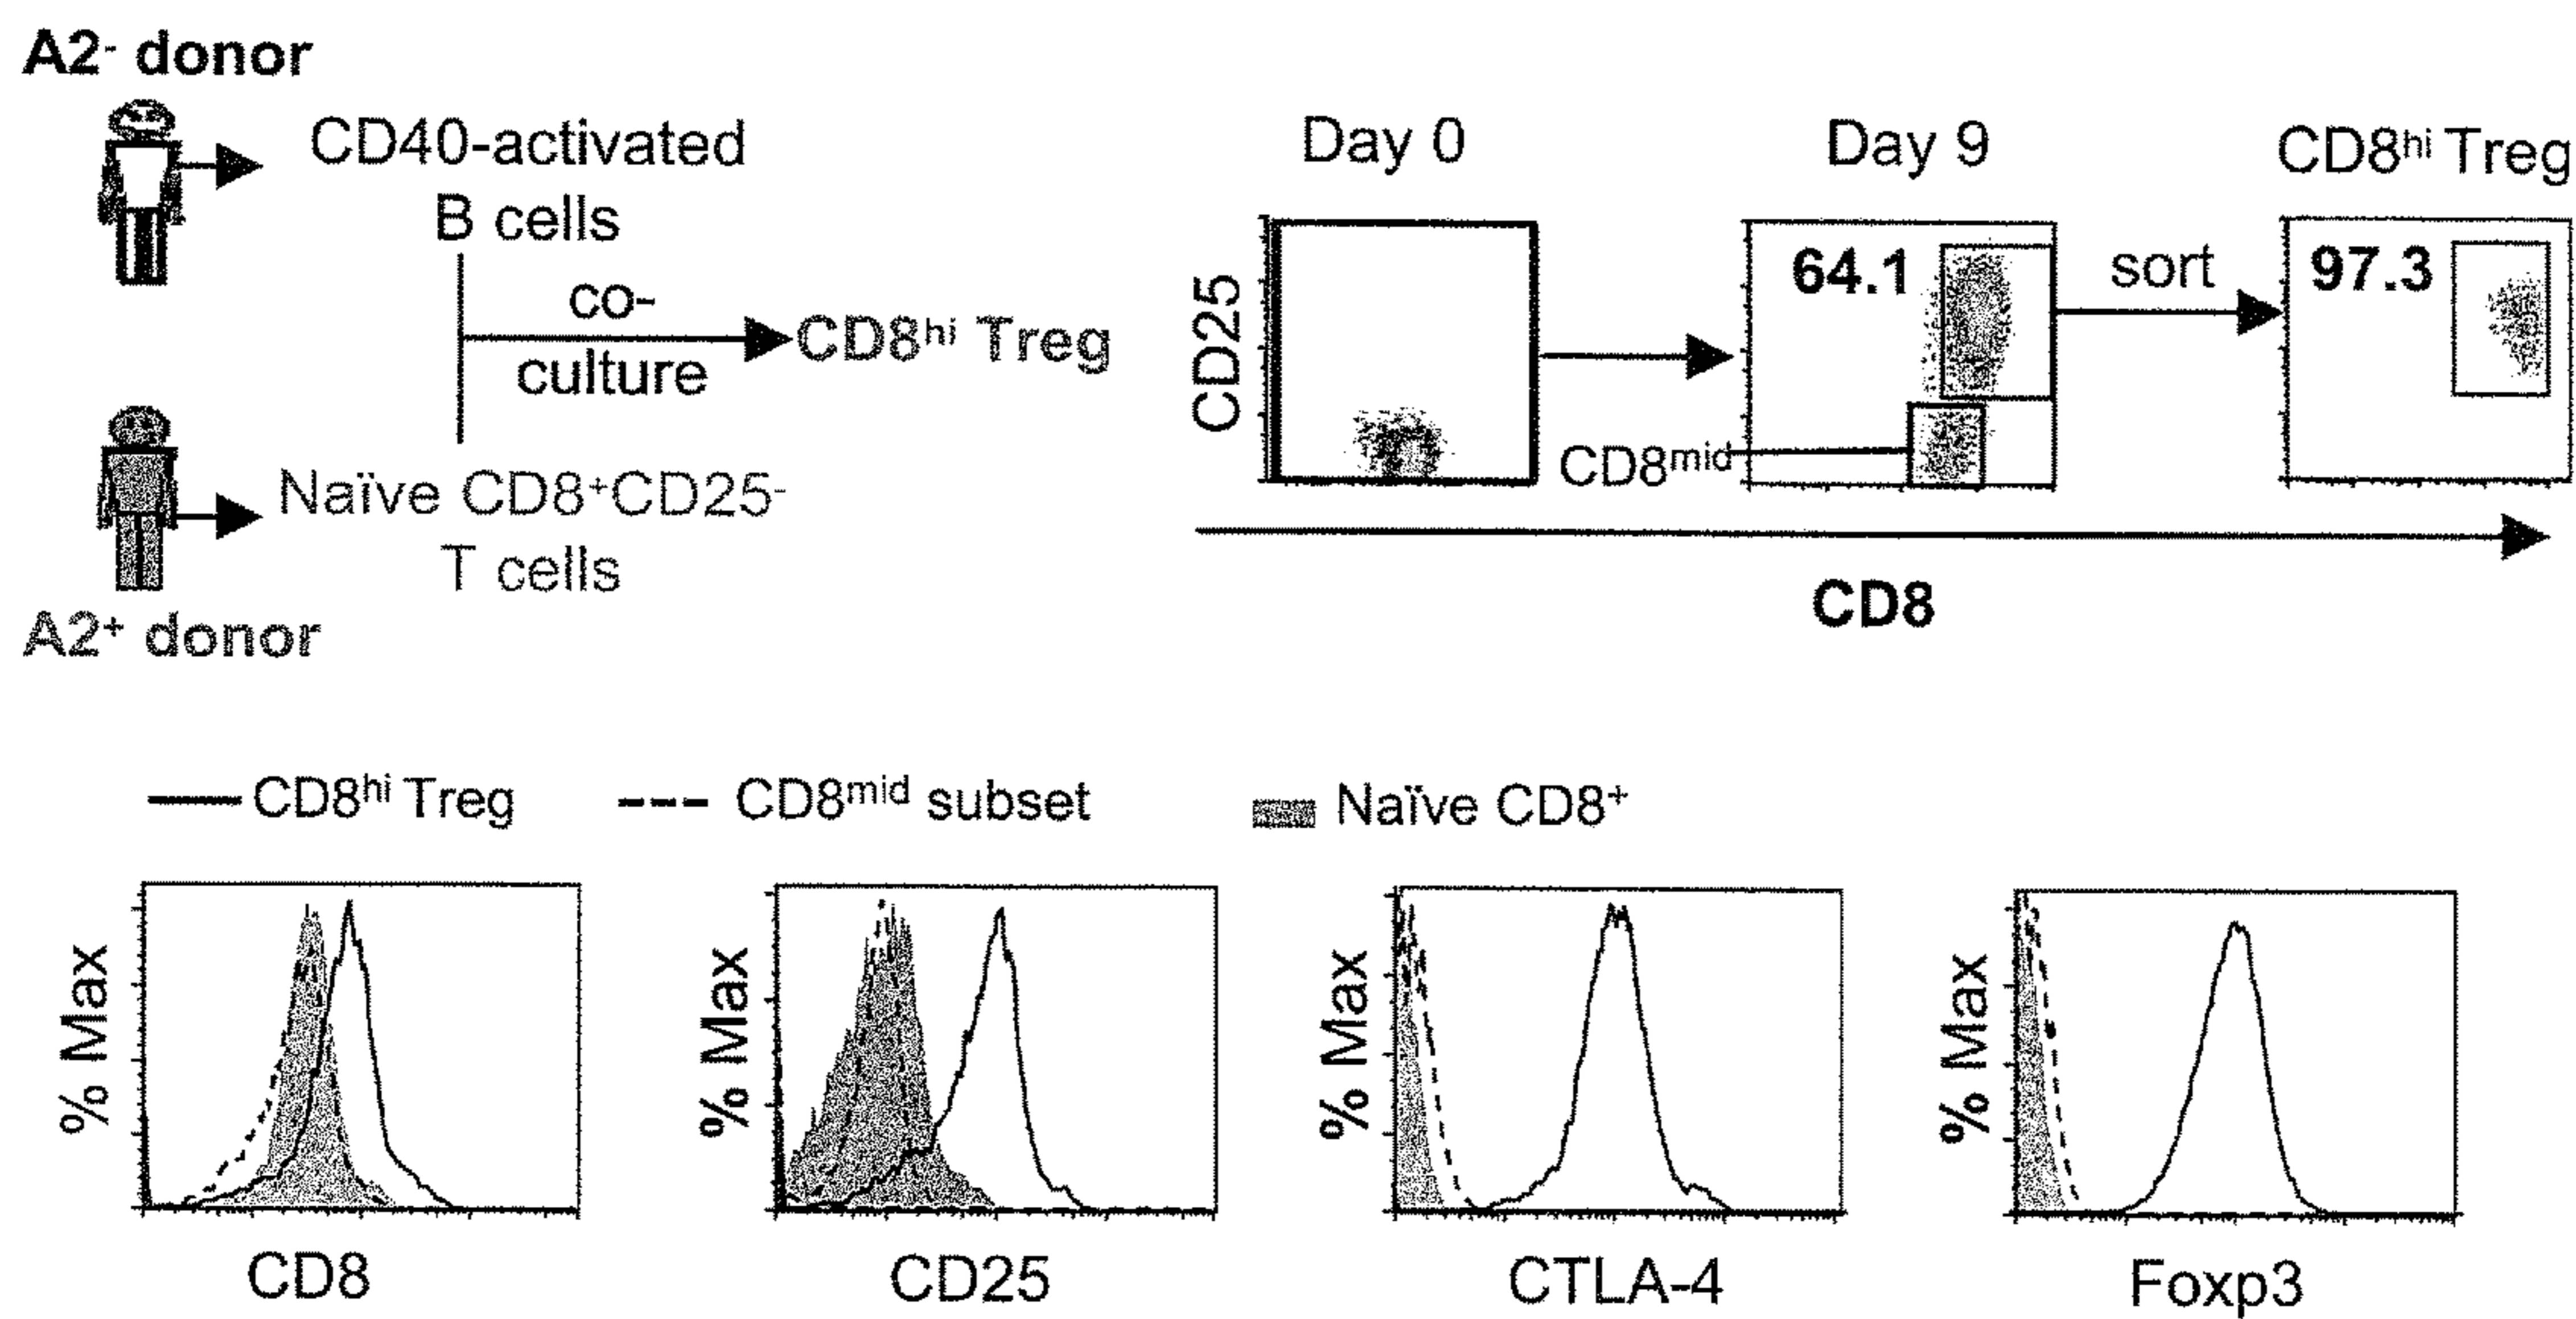 A2⁻ donor
CD40-activated
B cells
co-
culture
CD8ʰⁱ Treg
Naïve CD8⁺CD25⁻
T cells
A2⁺ donor
Day 0
Day 9
CD8ʰⁱ Treg
CD25
64.1
sort
97.3
CD8ᵐⁱᵈ
CD8
CD8ʰⁱ Treg
CD8ᵐⁱᵈ subset
Naïve CD8⁺
% Max
% Max
% Max
% Max
CD8
CD25
CTLA-4
Foxp3